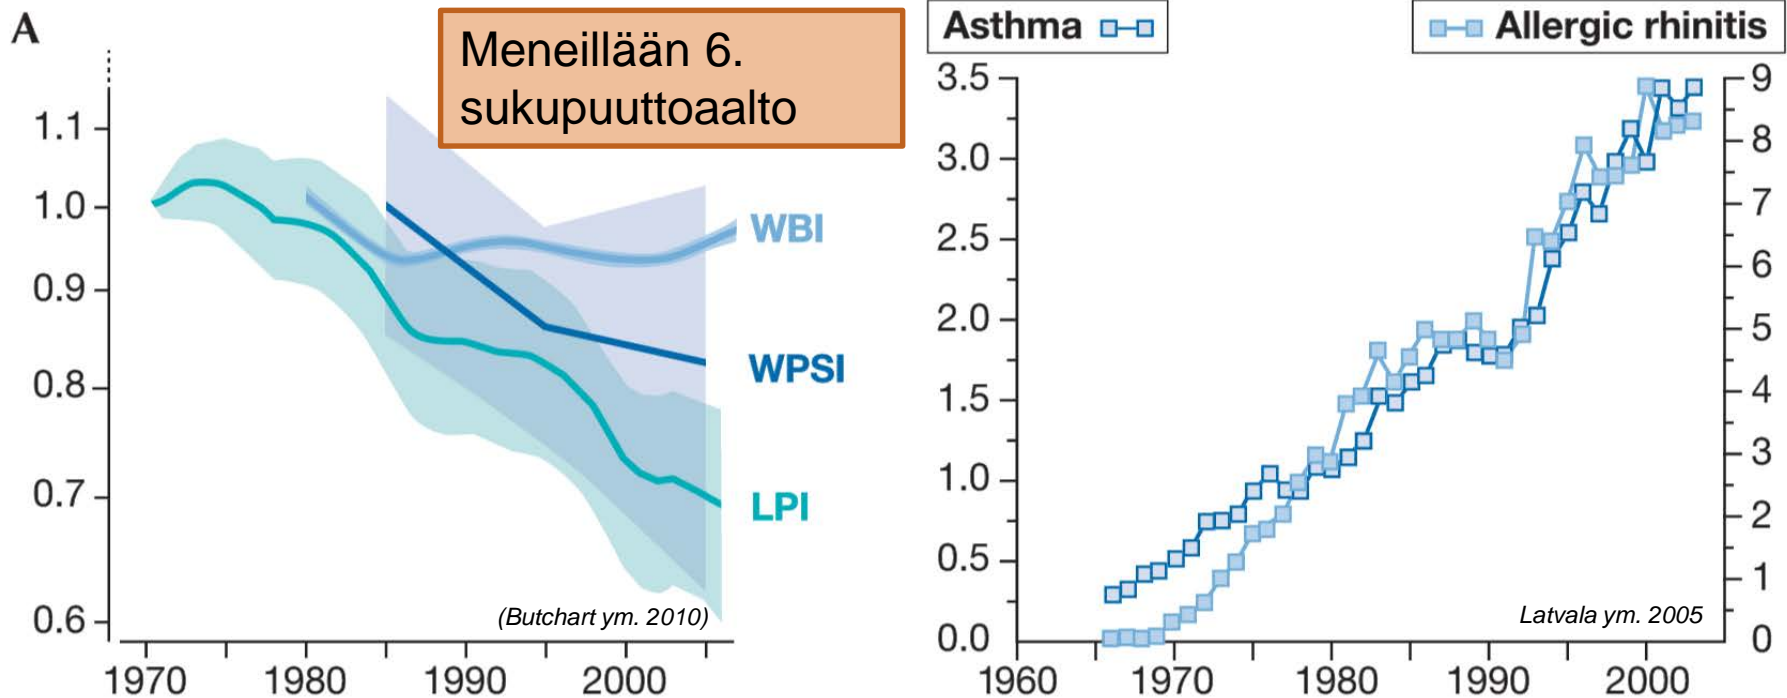 A
Meneillään 6.
sukupuuttoaalto
1.1
1.0
0.9
0.8
0.7
0.6
WBI
WPSI
LPI
(Butchart ym. 2010)
1970 1980 1990 2000
Asthma
Allergic rhinitis
3.5
3.0
2.5
2.0
1.5
1.0
0.5
0.0
9
8
7
6
5
4
3
2
1
0
Latvala ym. 2005
1960 1970 1980 1990 2000